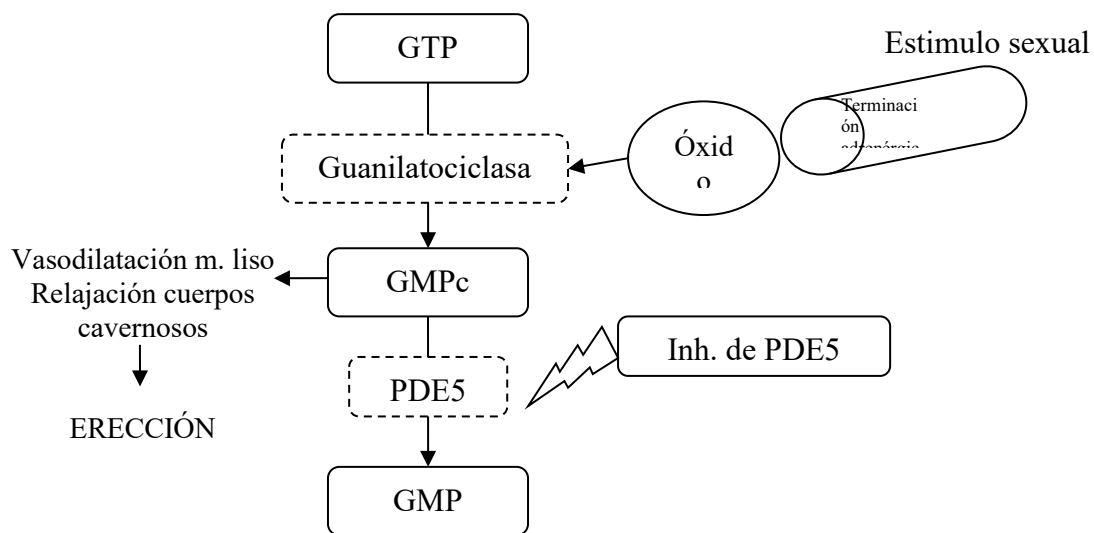 GTP
Estimulo sexual
Terminaci
ón
Óxid
o
Guanilatociclasa
Vasodilatación m. liso
Relajación cuerpos
cavernosos
GMPc
Inh. de PDE5
PDE5
ERECCIÓN
GMP